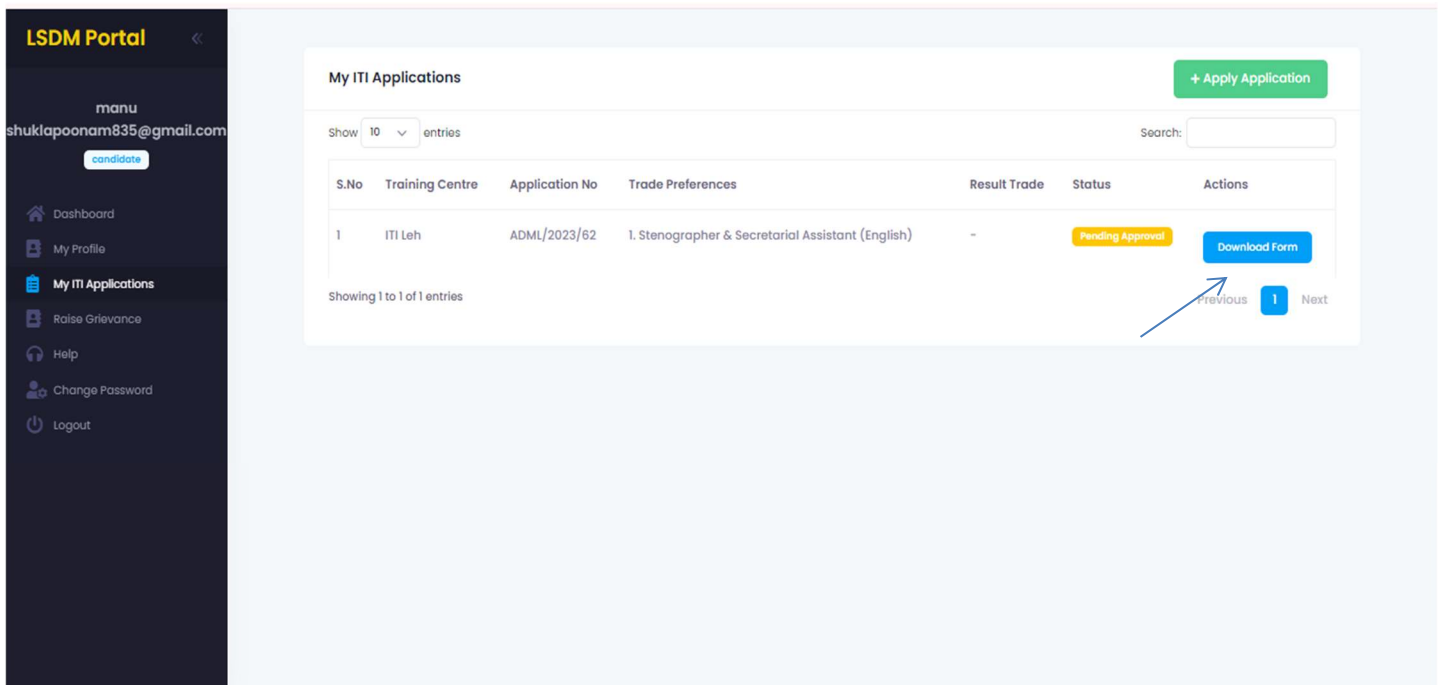 LSDM Portal «
manu
shuklapoonam835@gmail.com
candidate
Dashboard
My Profile
My ITI Applications
Raise Grievance
Help
Change Password
Logout
My ITI Applications
+ Apply Application
Show 10 entries
Search:
S.No Training Centre Application No Trade Preferences Result Trade Status Actions
1 ITI Leh ADML/2023/62 1. Stenographer & Secretarial Assistant (English) - Pending Approval Download Form
Showing 1 to 1 of 1 entries
Previous 1 Next